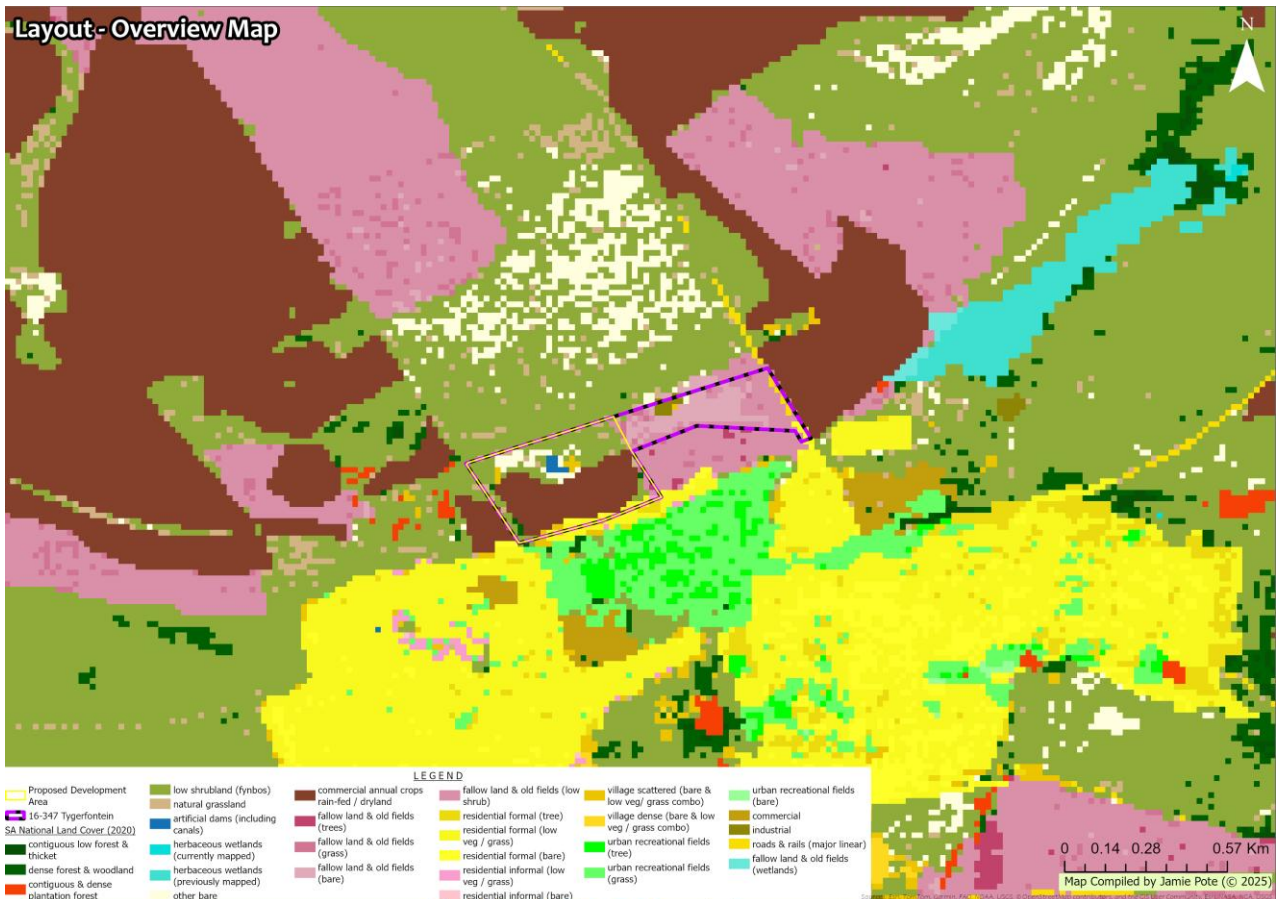 Layout - Overview Map
N
LEGEND
Proposed Development
Area
16-347 Tygerfontein
SA National Land Cover (2020)
contiguous low forest &
thicket
dense forest & woodland
contiguous & dense
plantation forest
low shrubland (fynbos)
natural grassland
artificial dams (including
canals)
herbaceous wetlands
(currently mapped)
herbaceous wetlands
(previously mapped)
other bare
commercial annual crops
rain-fed / dryland
fallow land & old fields
(trees)
fallow land & old fields
(grass)
fallow land & old fields
(bare)
fallow land & old fields (low
shrub)
residential formal (tree)
residential formal (low
veg / grass)
residential formal (bare)
residential informal (low
veg / grass)
residential informal (bare)
village scattered (bare &
low veg/ grass combo)
village dense (bare & low
veg / grass combo)
urban recreational fields
(tree)
urban recreational fields
(grass)
urban recreational fields
(bare)
commercial
industrial
roads & rails (major linear)
fallow land & old fields
(wetlands)
0 0.14 0.28 0.57 Km
Map Compiled by Jamie Pote (© 2025)